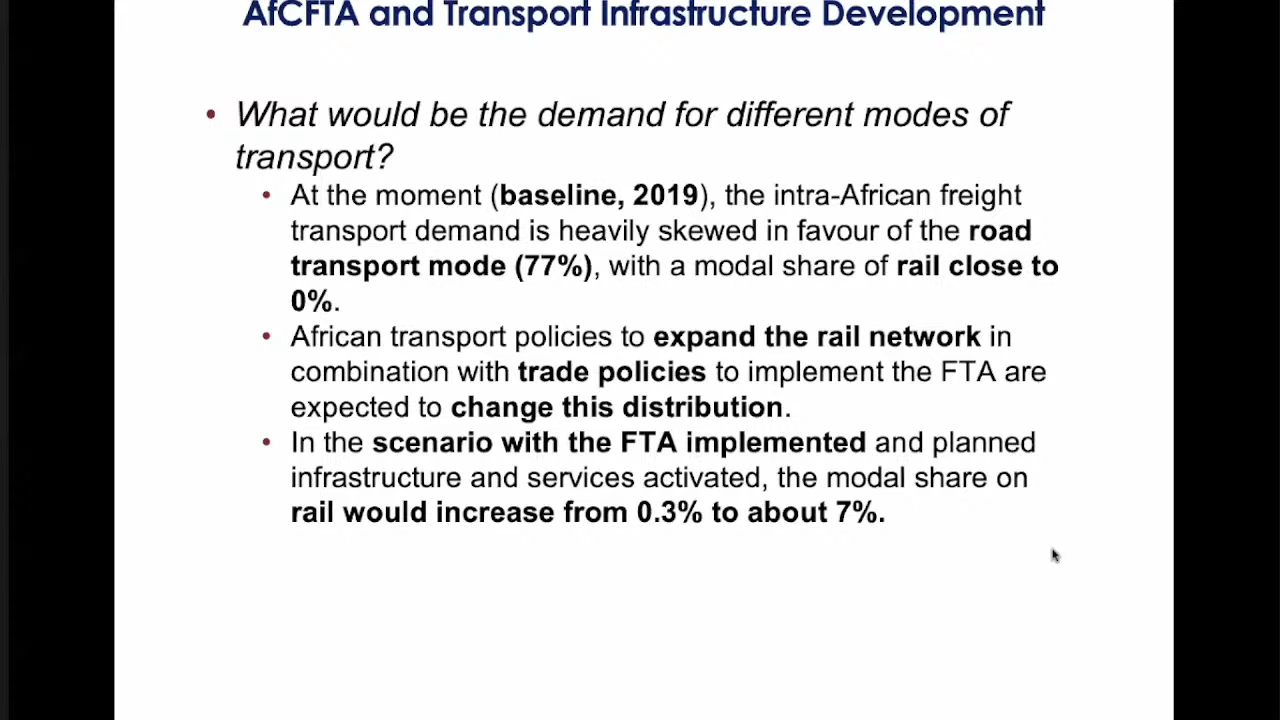 AfCFTA and Transport Infrastructure Development
• What would be the demand for different modes of
transport?
• At the moment (baseline, 2019), the intra-African freight
transport demand is heavily skewed in favour of the road
transport mode (77%), with a modal share of rail close to
0%.
• African transport policies to expand the rail network in
combination with trade policies to implement the FTA are
expected to change this distribution.
• In the scenario with the FTA implemented and planned
infrastructure and services activated, the modal share on
rail would increase from 0.3% to about 7%.